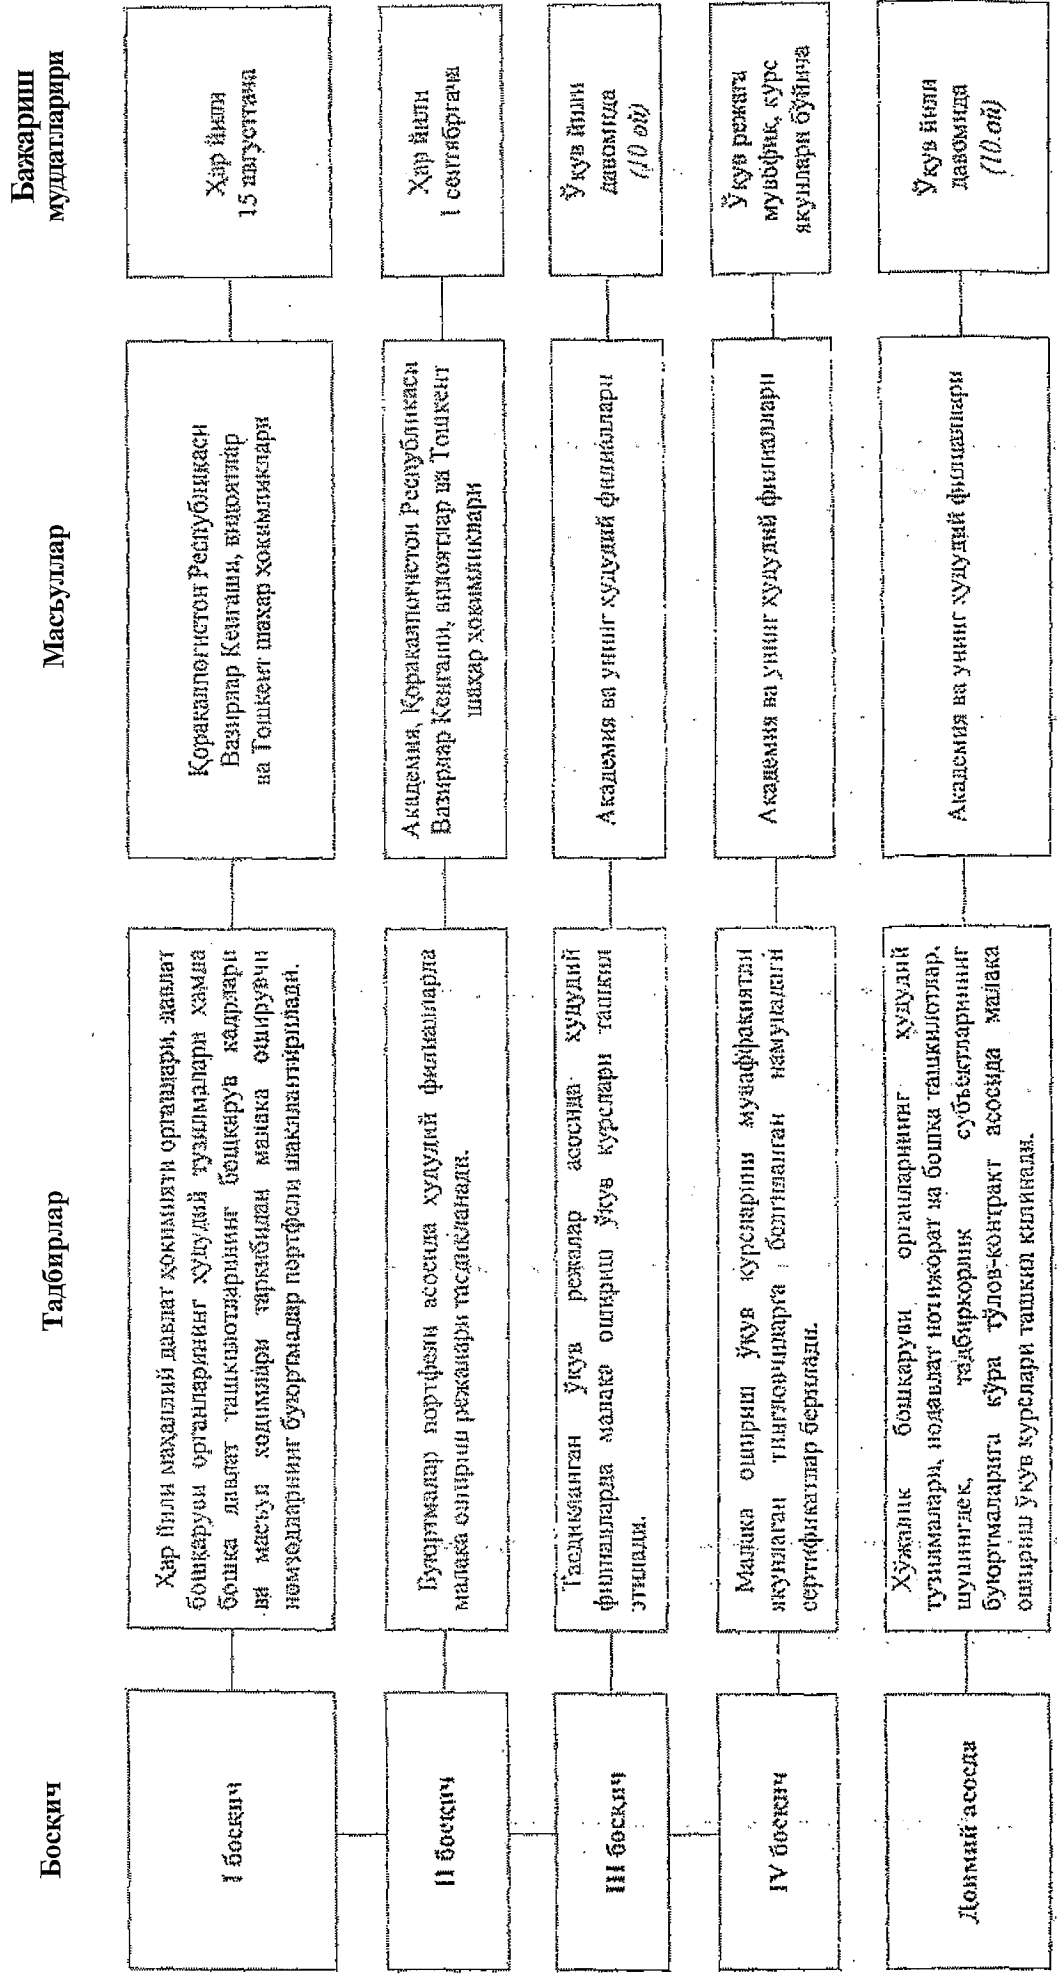 Босқич
Тадбирлар
Масъуллар
Бажариш
муддатларири
I босқич
Ҳар йили маҳаллий давлат ҳокимияти органлари, давлат
бошқаруви органларининг ҳудудий тузилмалари ҳамда
бошқа давлат ташкилотларининг бошқарув кадрлари
ва масъул ходимлари таркибидан малака оширувчи
номзодларнинг буюртмалар портфели шакллантирилади.
Қорақалпоғистон Республикаси
Вазирлар Кенгаши, вилоятлар
ва Тошкент шаҳар ҳокимликлари
Ҳар йили
15 августгача
II босқич
Буюртмалар портфели асосида ҳудудий филиалларда
малака ошириш режалари тасдиқланади.
Академия, Қорақалпоғистон Республикаси
Вазирлар Кенгаши, вилоятлар ва Тошкент
шаҳар ҳокимликлари
Ҳар йили
1 сентябргача
III босқич
Тасдиқланган ўқув режалар асосида ҳудудий
филиалларда малака ошириш ўқув курслари ташкил
этилади.
Академия ва унинг ҳудудий филиаллари
Ўқув йили
давомида
(10 ой)
IV босқич
Малака ошириш ўқув курсларини муваффақиятли
якунлаган тингловчиларга белгиланган намунадаги
сертификатлар берилади.
Академия ва унинг ҳудудий филиаллари
Ўқув режага
мувофиқ, курс
якунлари бўйича
Доимий асосда
Хўжалик бошқаруви органларининг ҳудудий
тузилмалари, нодавлат нотижорат ва бошқа ташкилотлар,
шунингдек, тадбиркорлик субъектларининг
буюртмаларига кўра тўлов-контракт асосида малака
ошириш ўқув курслари ташкил қилинади.
Академия ва унинг ҳудудий филиаллари
Ўқув йили
давомида
(10 ой)